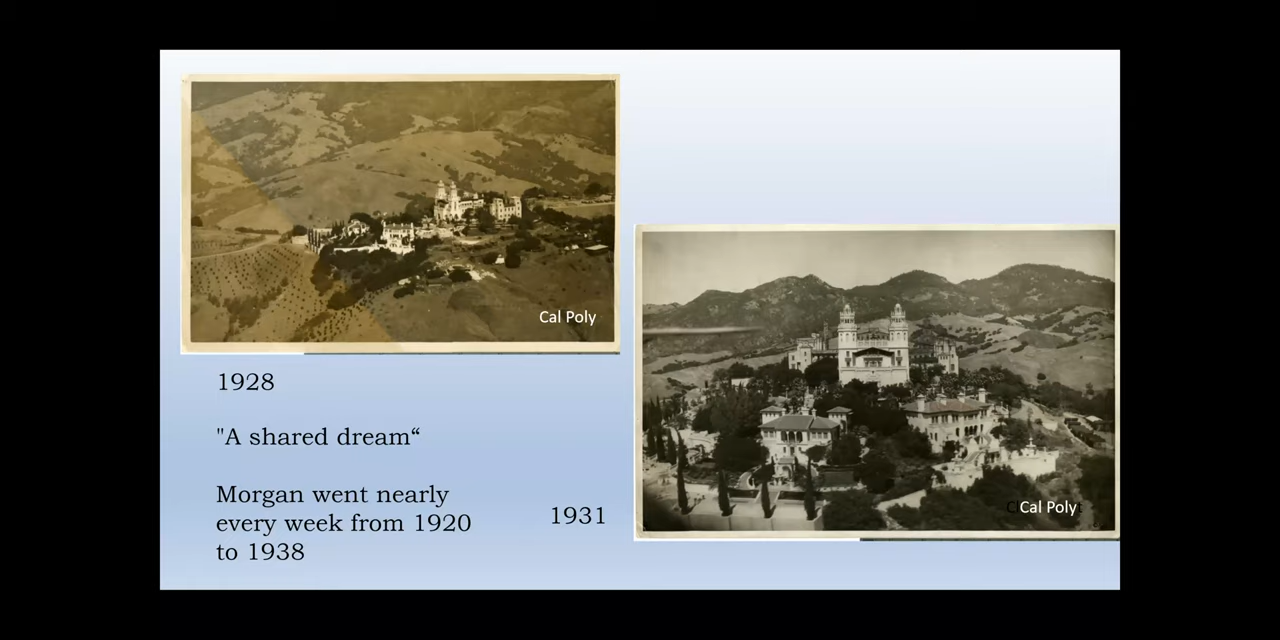 Cal Poly
1928
"A shared dream“
Morgan went nearly
every week from 1920
to 1938
1931
Cal Poly